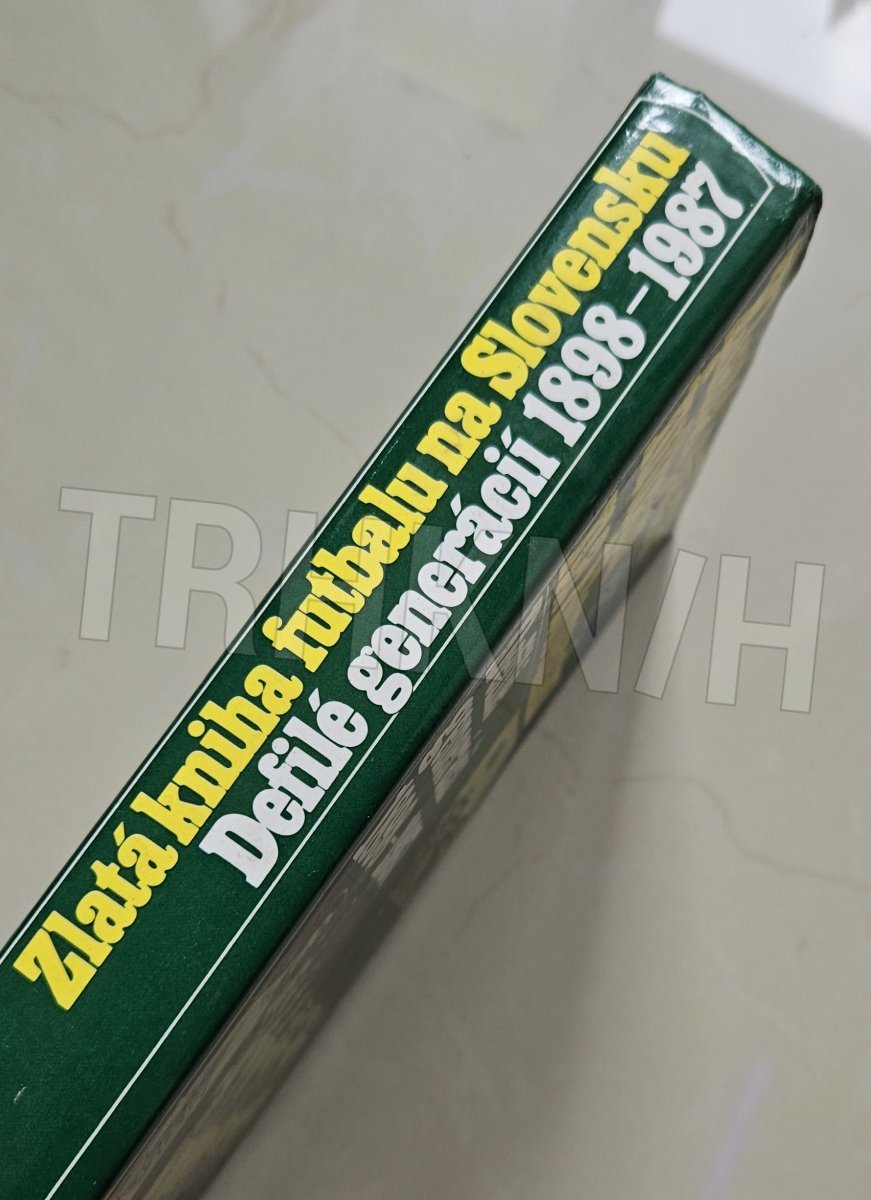 Zlatá kniha futbalu na Slovensku
Defilé generácií 1898–1987